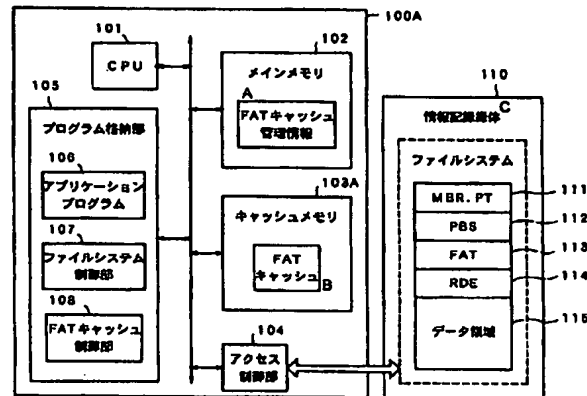 100A
101
CPU
102
メインメモリ
A
FATキャッシュ
管理情報
105
プログラム格納部
106
アプリケーション
プログラム
107
ファイルシステム
制御部
108
FATキャッシュ
制御部
103A
キャッシュメモリ
FAT
キャッシュ
B
104
アクセス
制御部
110
情報記録媒体
C
ファイルシステム
MBR.PT
111
PBS
112
FAT
113
RDE
114
データ領域
115